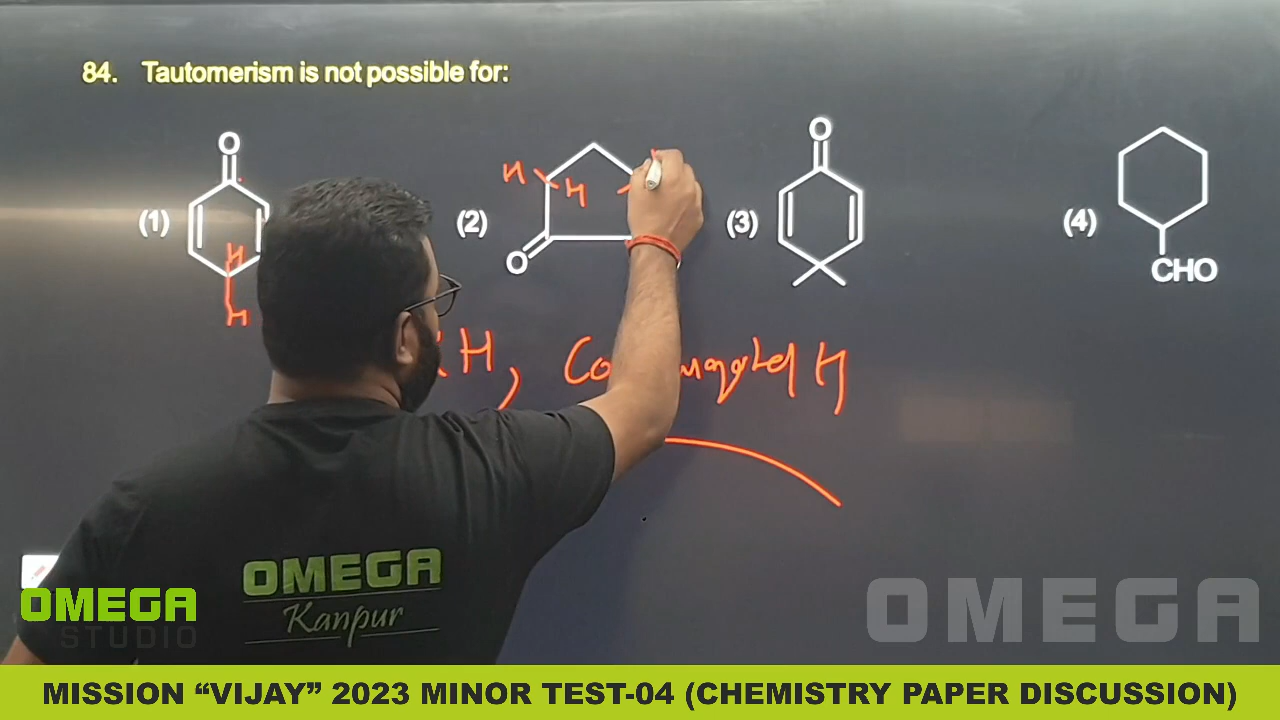 84. Tautomerism is not possible for:
(1) O H H
(2) H H O
(3) O
(4) CHO
H,
OMEGA
Kanpur
OMEGA
STUDIO
OMEGA
MISSION “VIJAY” 2023 MINOR TEST-04 (CHEMISTRY PAPER DISCUSSION)